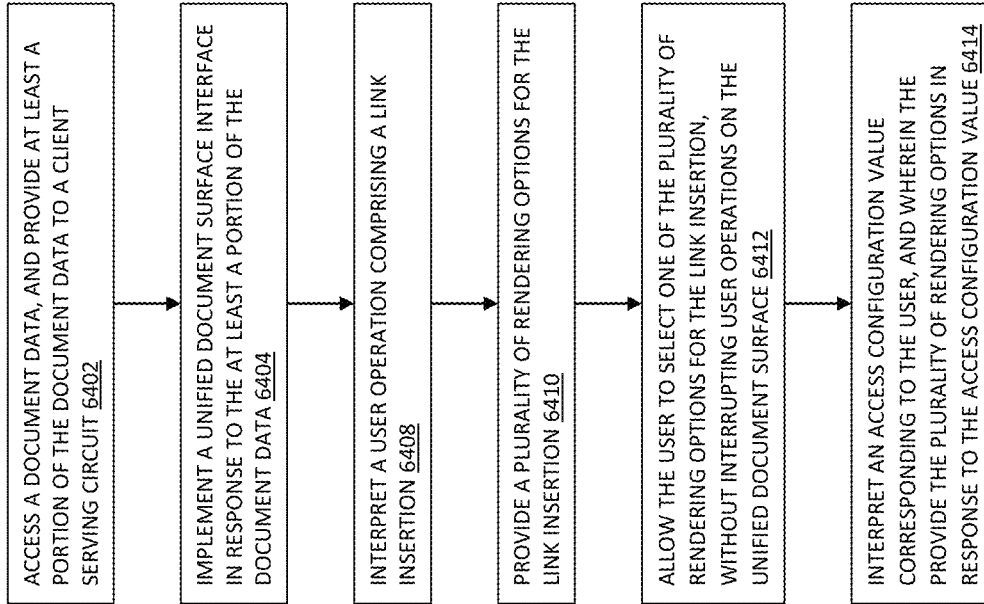 ACCESS A DOCUMENT DATA, AND PROVIDE AT LEAST A
PORTION OF THE DOCUMENT DATA TO A CLIENT
SERVING CIRCUIT 6402
IMPLEMENT A UNIFIED DOCUMENT SURFACE INTERFACE
IN RESPONSE TO THE AT LEAST A PORTION OF THE
DOCUMENT DATA 6404
INTERPRET A USER OPERATION COMPRISING A LINK
INSERTION 6408
PROVIDE A PLURALITY OF RENDERING OPTIONS FOR THE
LINK INSERTION 6410
ALLOW THE USER TO SELECT ONE OF THE PLURALITY OF
RENDERING OPTIONS FOR THE LINK INSERTION,
WITHOUT INTERRUPTING USER OPERATIONS ON THE
UNIFIED DOCUMENT SURFACE 6412
INTERPRET AN ACCESS CONFIGURATION VALUE
CORRESPONDING TO THE USER, AND WHEREIN THE
PROVIDE THE PLURALITY OF RENDERING OPTIONS IN
RESPONSE TO THE ACCESS CONFIGURATION VALUE 6414